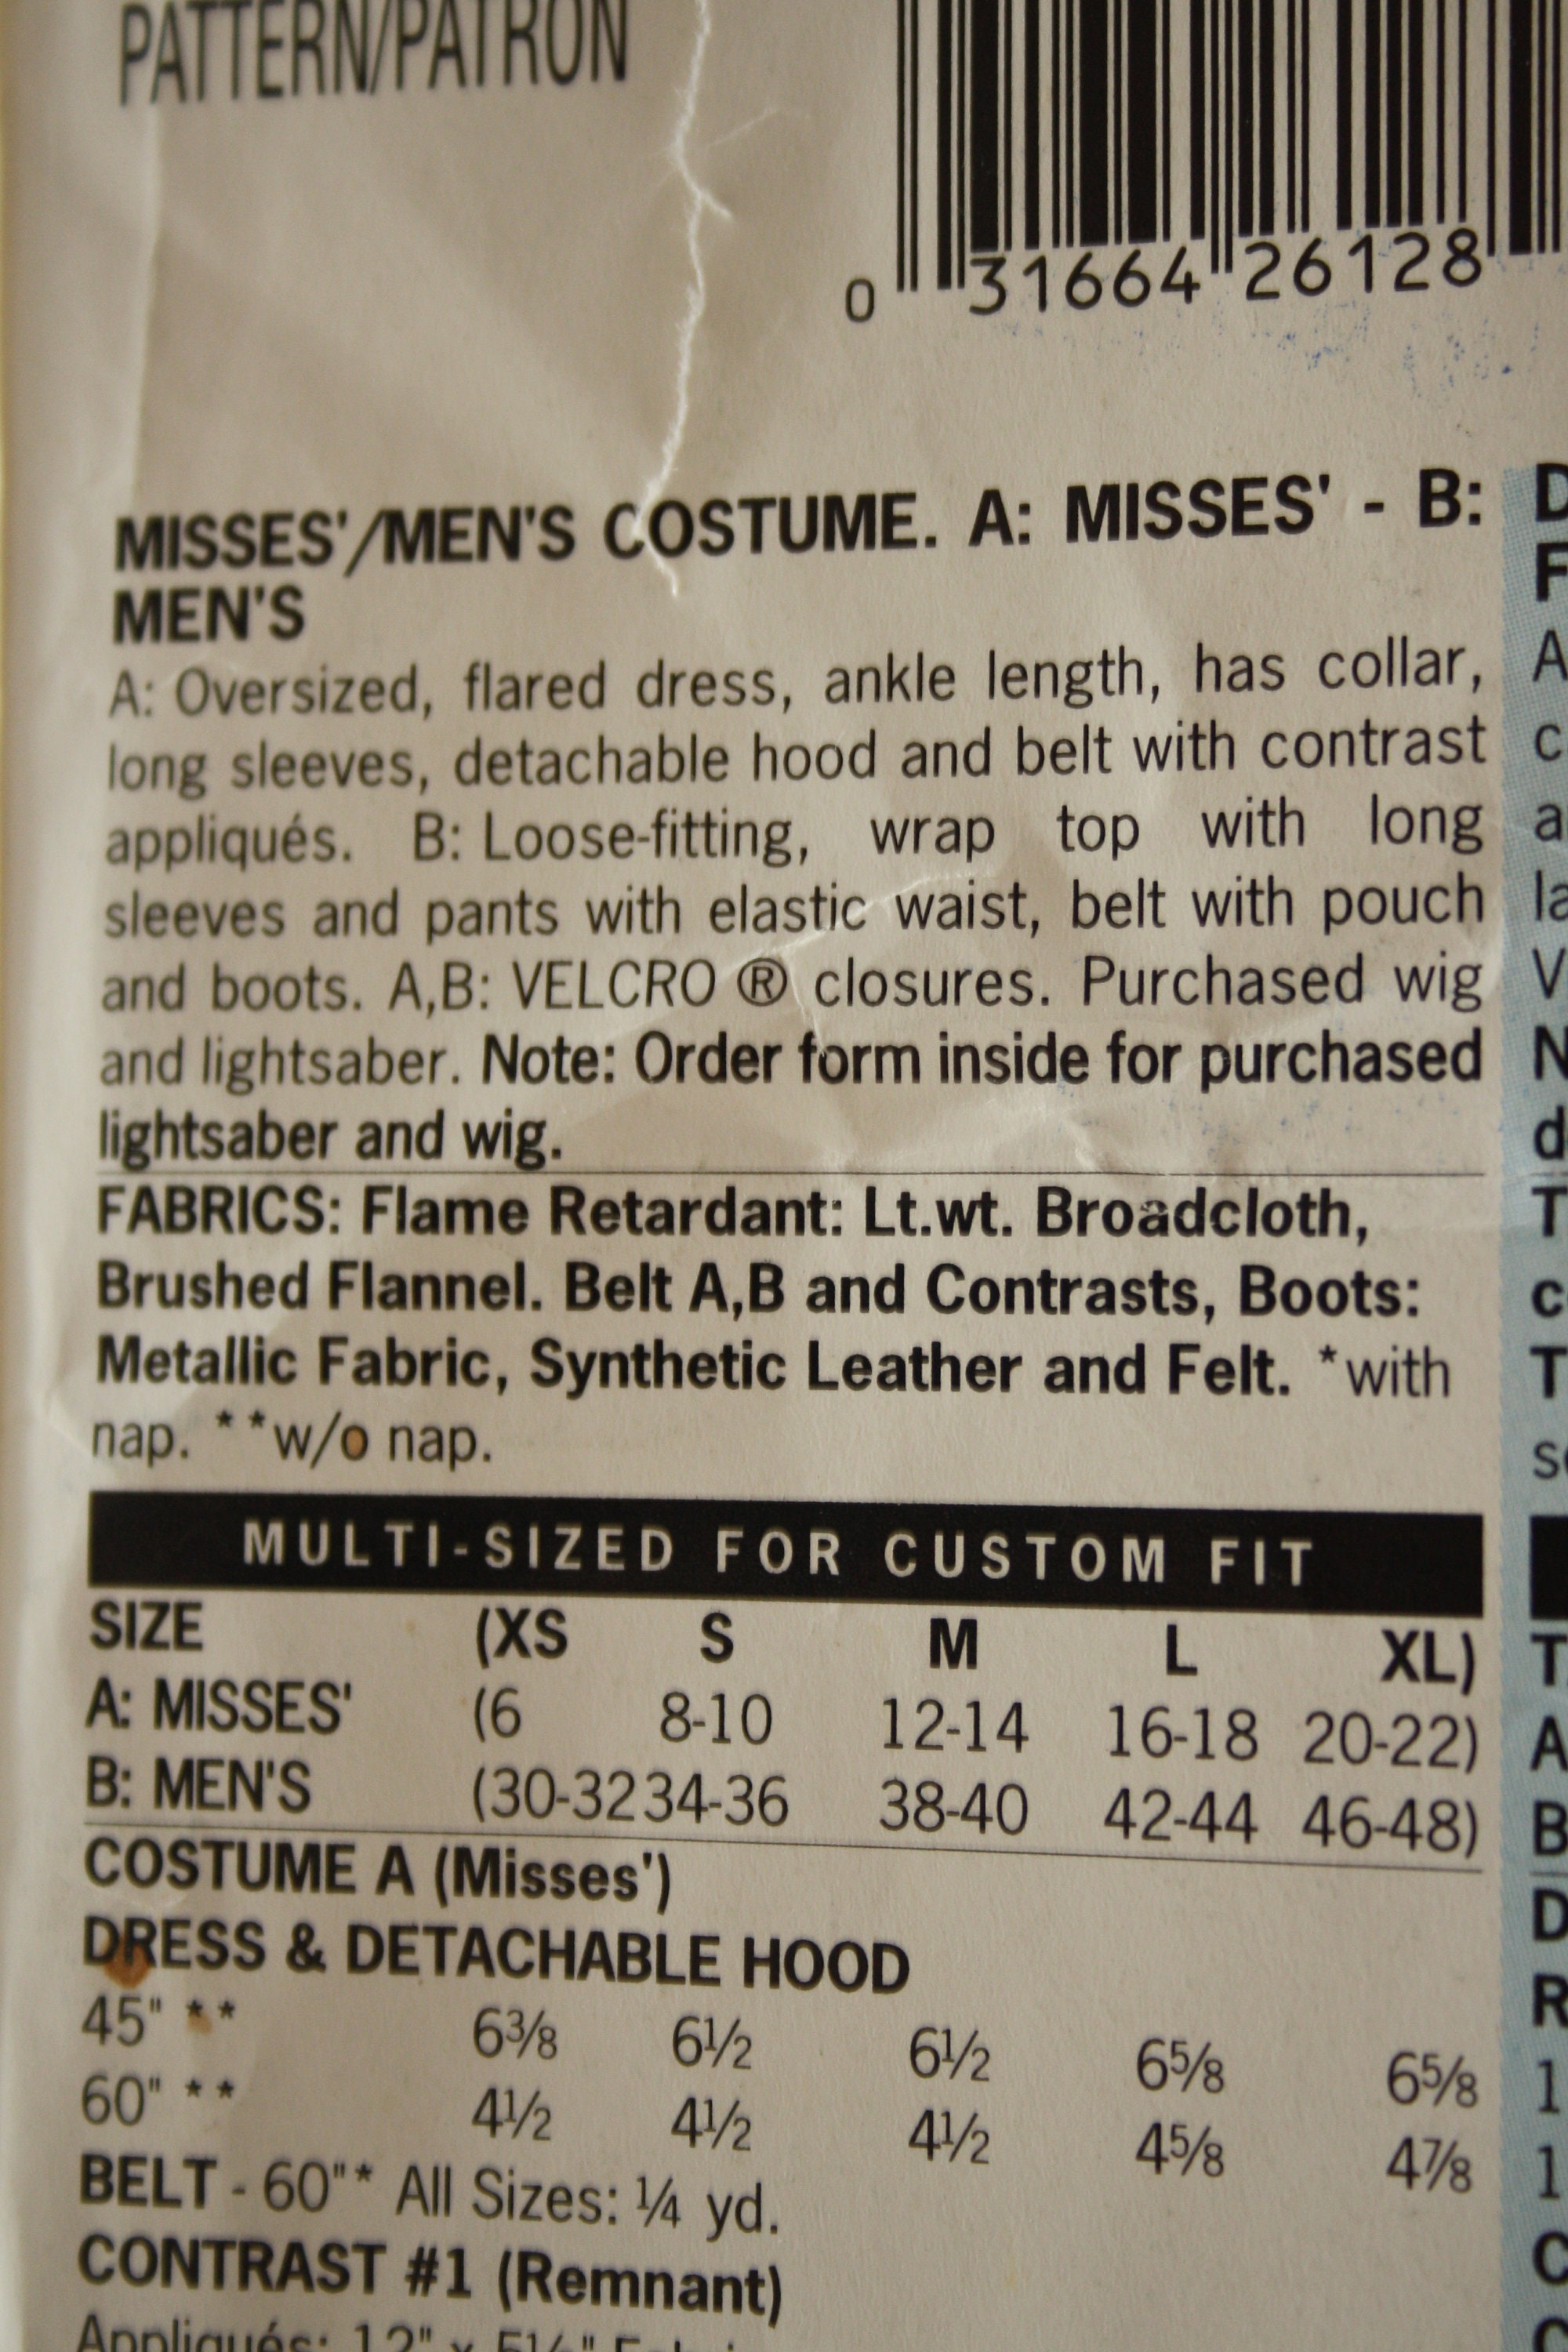 PATTERN/PATRON
0 31664 26128
MISSES'/MEN'S COSTUME. A: MISSES' - B:
MEN'S
A: Oversized, flared dress, ankle length, has collar,
long sleeves, detachable hood and belt with contrast
appliqués. B: Loose-fitting, wrap top with long
sleeves and pants with elastic waist, belt with pouch
and boots. A,B: VELCRO ® closures. Purchased wig
and lightsaber. Note: Order form inside for purchased
lightsaber and wig.
FABRICS: Flame Retardant: Lt.wt. Broadcloth,
Brushed Flannel. Belt A,B and Contrasts, Boots:
Metallic Fabric, Synthetic Leather and Felt. *with
nap. **w/o nap.
MULTI-SIZED FOR CUSTOM FIT
SIZE (XS S M L XL)
A: MISSES' (6 8-10 12-14 16-18 20-22)
B: MEN'S (30-32 34-36 38-40 42-44 46-48)
COSTUME A (Misses')
DRESS & DETACHABLE HOOD
45" ** 6⅜ 6½ 6½ 6⅝ 6⅝
60" ** 4½ 4½ 4½ 4⅝ 4⅞
BELT - 60"* All Sizes: ¼ yd.
CONTRAST #1 (Remnant)
Appliqués: 12" x